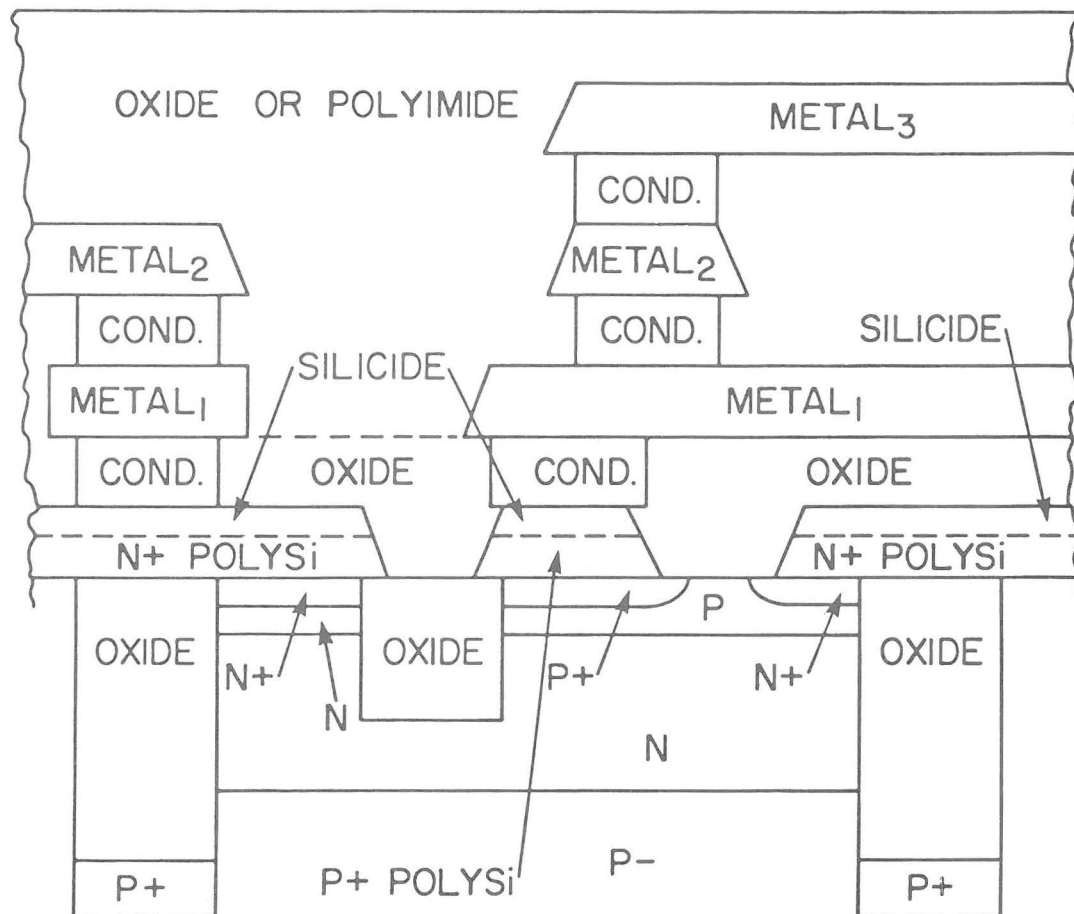 OXIDE OR POLYIMIDE
METAL3
COND.
METAL2
METAL2
COND.
COND.
SILICIDE
SILICIDE
METAL1
METAL1
COND.
OXIDE
COND.
OXIDE
N+ POLYSi
N+ POLYSi
P
OXIDE
OXIDE
OXIDE
N+
P+
N+
N
N
P+
P+ POLYSi
P-
P+